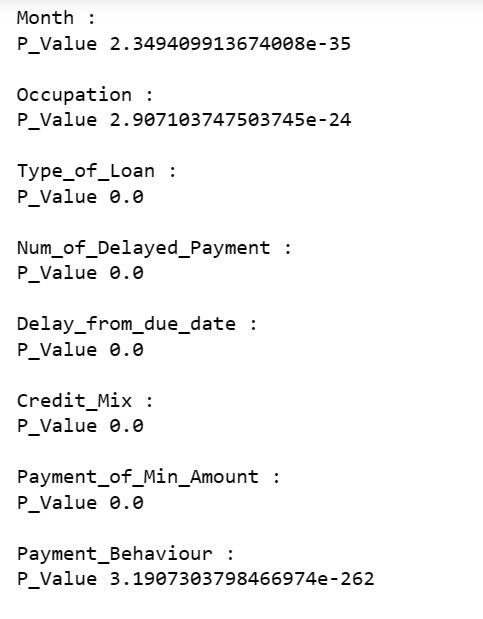 Month :
P_Value 2.349409913674008e-35
Occupation :
P_Value 2.907103747503745e-24
Type_of_Loan :
P_Value 0.0
Num_of_Delayed_Payment :
P_Value 0.0
Delay_from_due_date :
P_Value 0.0
Credit_Mix :
P_Value 0.0
Payment_of_Min_Amount :
P_Value 0.0
Payment_Behaviour :
P_Value 3.1907303798466974e-262